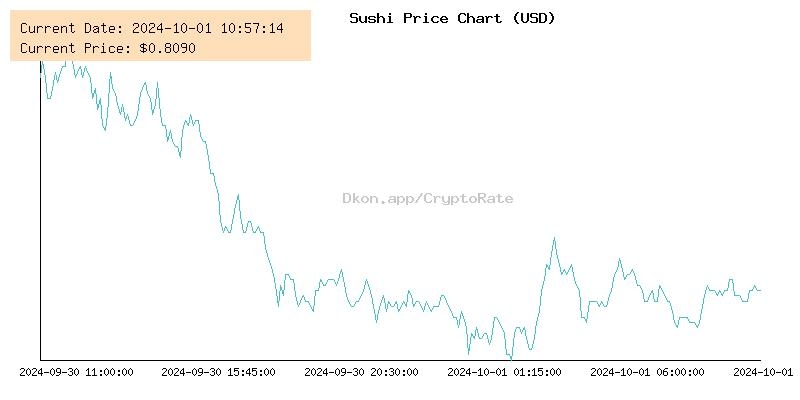 Sushi Price Chart (USD)
Current Date: 2024-10-01 10:57:14
Current Price: $0.8090
Dkon.app/CryptoRate
2024-09-30 11:00:00 2024-09-30 15:45:00 2024-09-30 20:30:00 2024-10-01 01:15:00 2024-10-01 06:00:00 2024-10-01